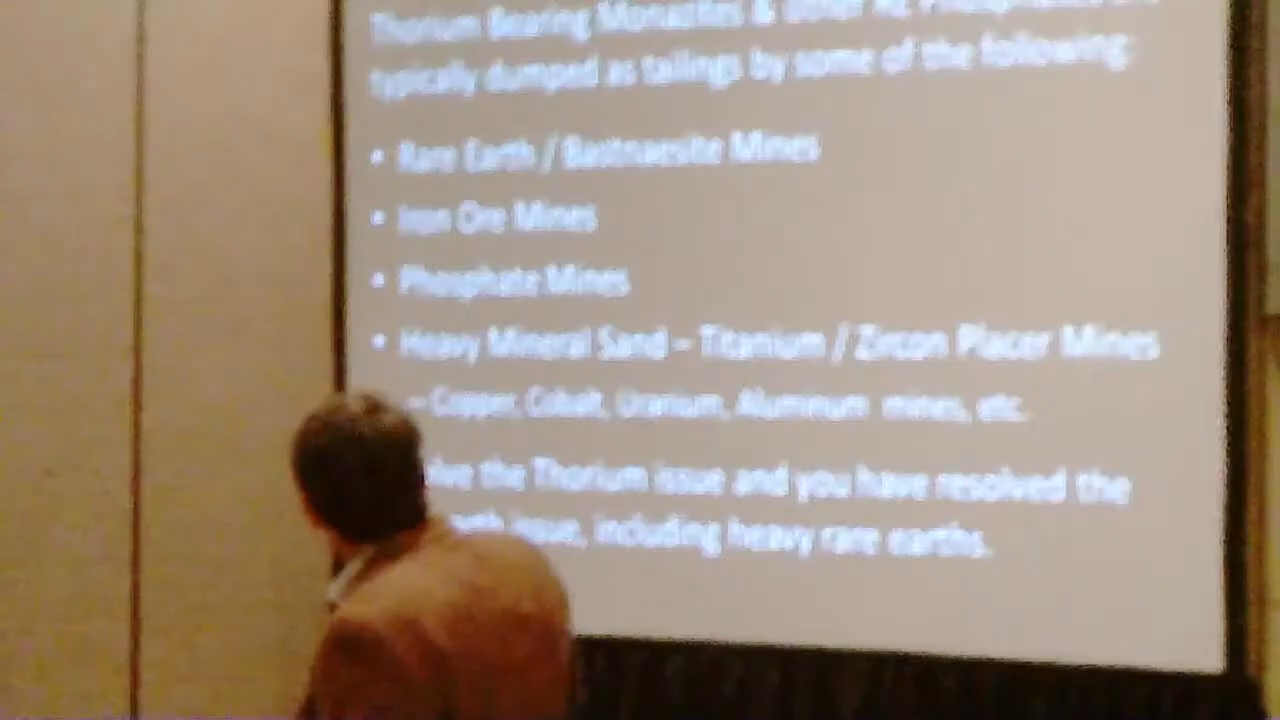 Thorium Bearing Monazites & Other RE Phosphates
typically dumped as tailings by some of the following:
• Rare Earth / Bastnaesite Mines
• Iron Ore Mines
• Phosphate Mines
• Heavy Mineral Sand – Titanium / Zircon Placer Mines
– Copper, Cobalt, Uranium, Aluminum mines, etc.
the Thorium issue and you have resolved the
issue, including heavy rare earths.